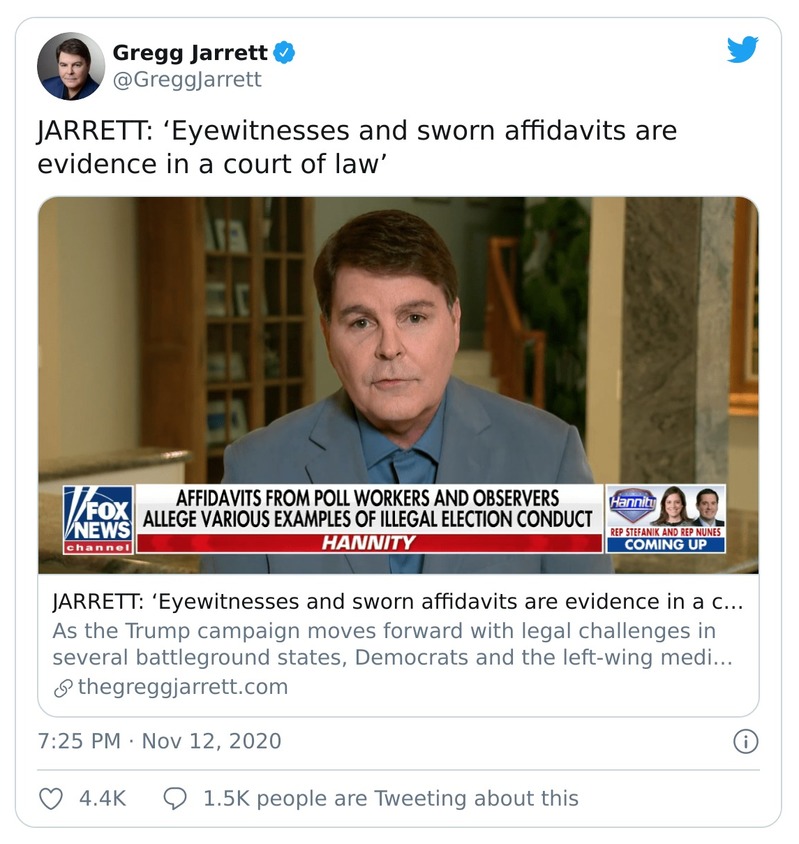 Gregg Jarrett
@GreggJarrett
JARRETT: ‘Eyewitnesses and sworn affidavits are
evidence in a court of law’
FOX
NEWS
channel
AFFIDAVITS FROM POLL WORKERS AND OBSERVERS
ALLEGE VARIOUS EXAMPLES OF ILLEGAL ELECTION CONDUCT
HANNITY
Hannity
REP STEFANIK AND REP NUNES
COMING UP
JARRETT: ‘Eyewitnesses and sworn affidavits are evidence in a c...
As the Trump campaign moves forward with legal challenges in
several battleground states, Democrats and the left-wing medi...
thegreggjarrett.com
7:25 PM · Nov 12, 2020
4.4K
1.5K people are Tweeting about this